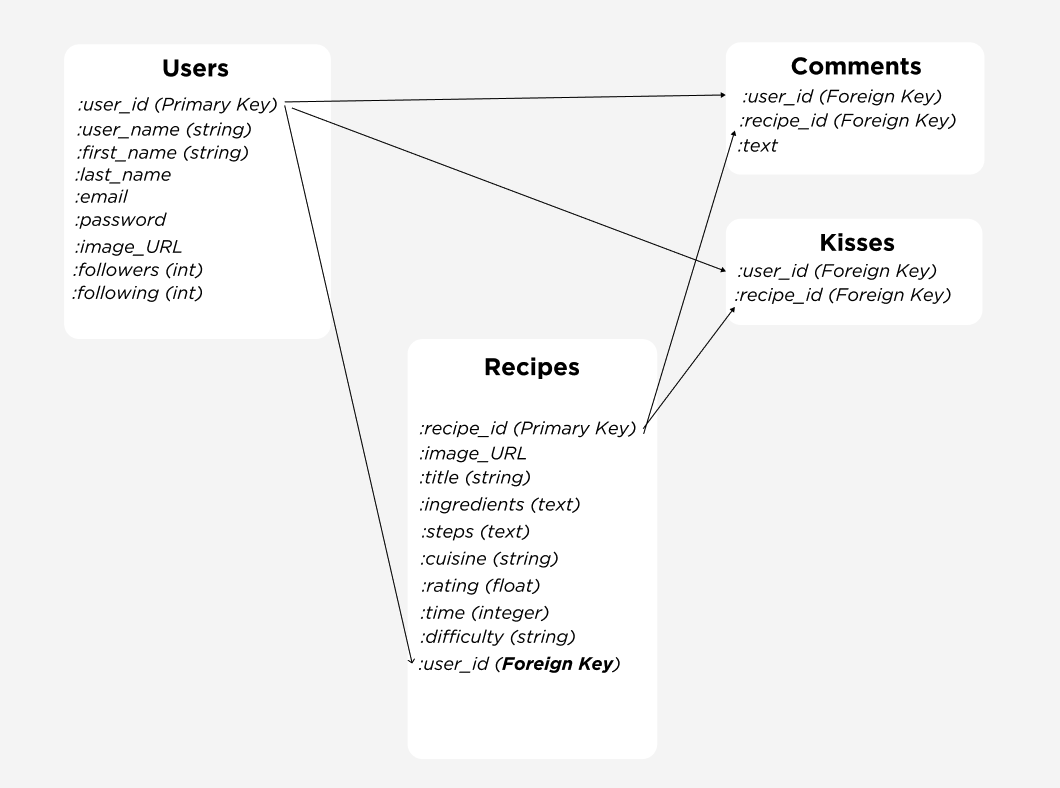 Users
:user_id (Primary Key)
:user_name (string)
:first_name (string)
:last_name
:email
:password
:image_URL
:followers (int)
:following (int)
Comments
:user_id (Foreign Key)
:recipe_id (Foreign Key)
:text
Kisses
:user_id (Foreign Key)
:recipe_id (Foreign Key)
Recipes
:recipe_id (Primary Key)
:image_URL
:title (string)
:ingredients (text)
:steps (text)
:cuisine (string)
:rating (float)
:time (integer)
:difficulty (string)
:user_id (Foreign Key)